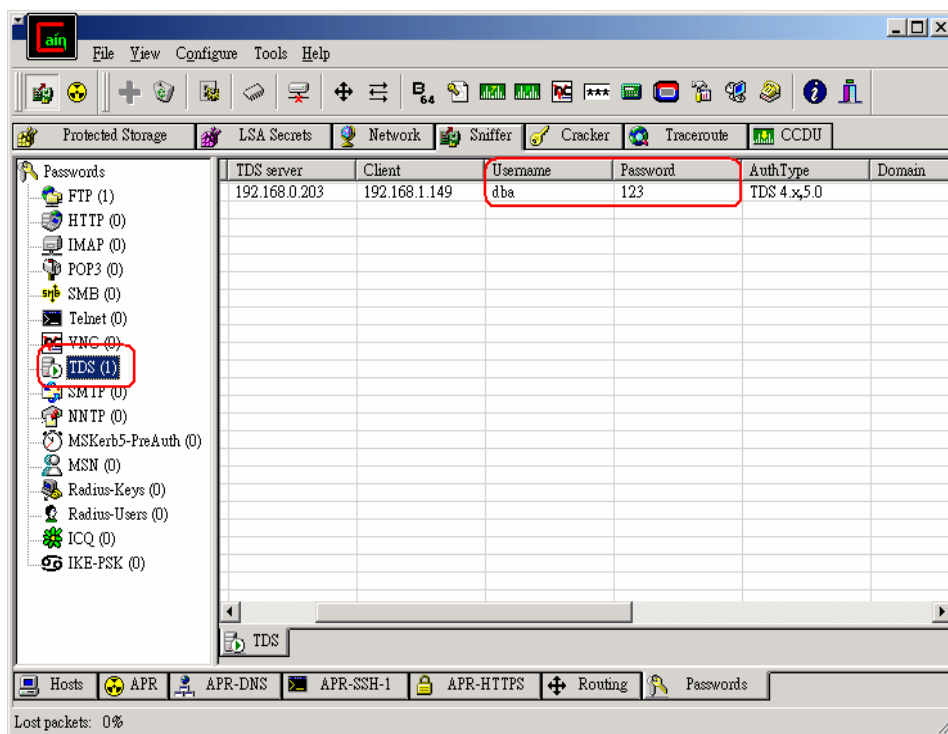 aïn
File View Configure Tools Help
B64
***
Protected Storage LSA Secrets Network Sniffer Cracker Traceroute CCDU
Passwords
FTP (1)
HTTP (0)
IMAP (0)
POP3 (0)
SMB (0)
Telnet (0)
VNC (0)
TDS (1)
SMTP (0)
NNTP (0)
MSKerb5-PreAuth (0)
MSN (0)
Radius-Keys (0)
Radius-Users (0)
ICQ (0)
IKE-PSK (0)
TDS server Client Username Password AuthType Domain
192.168.0.203 192.168.1.149 dba 123 TDS 4.x,5.0
TDS
Hosts APR APR-DNS APR-SSH-1 APR-HTTPS Routing Passwords
Lost packets: 0%